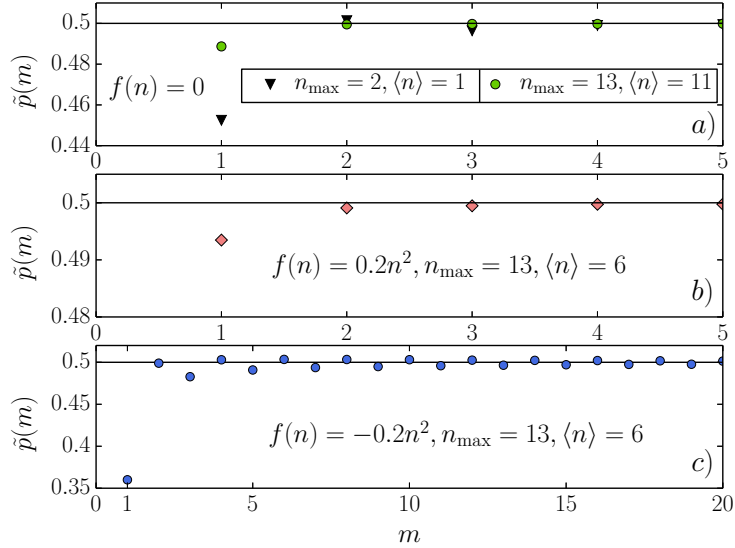 0.5
0.48
0.46
0.44
p̃(m)
f(n) = 0
n_max = 2, ⟨n⟩ = 1
n_max = 13, ⟨n⟩ = 11
a)
0 1 2 3 4 5
0.5
0.49
0.48
p̃(m)
f(n) = 0.2n², n_max = 13, ⟨n⟩ = 6
b)
0 1 2 3 4 5
0.5
0.45
0.4
0.35
p̃(m)
f(n) = −0.2n², n_max = 13, ⟨n⟩ = 6
c)
0 1 5 10 15 20
m